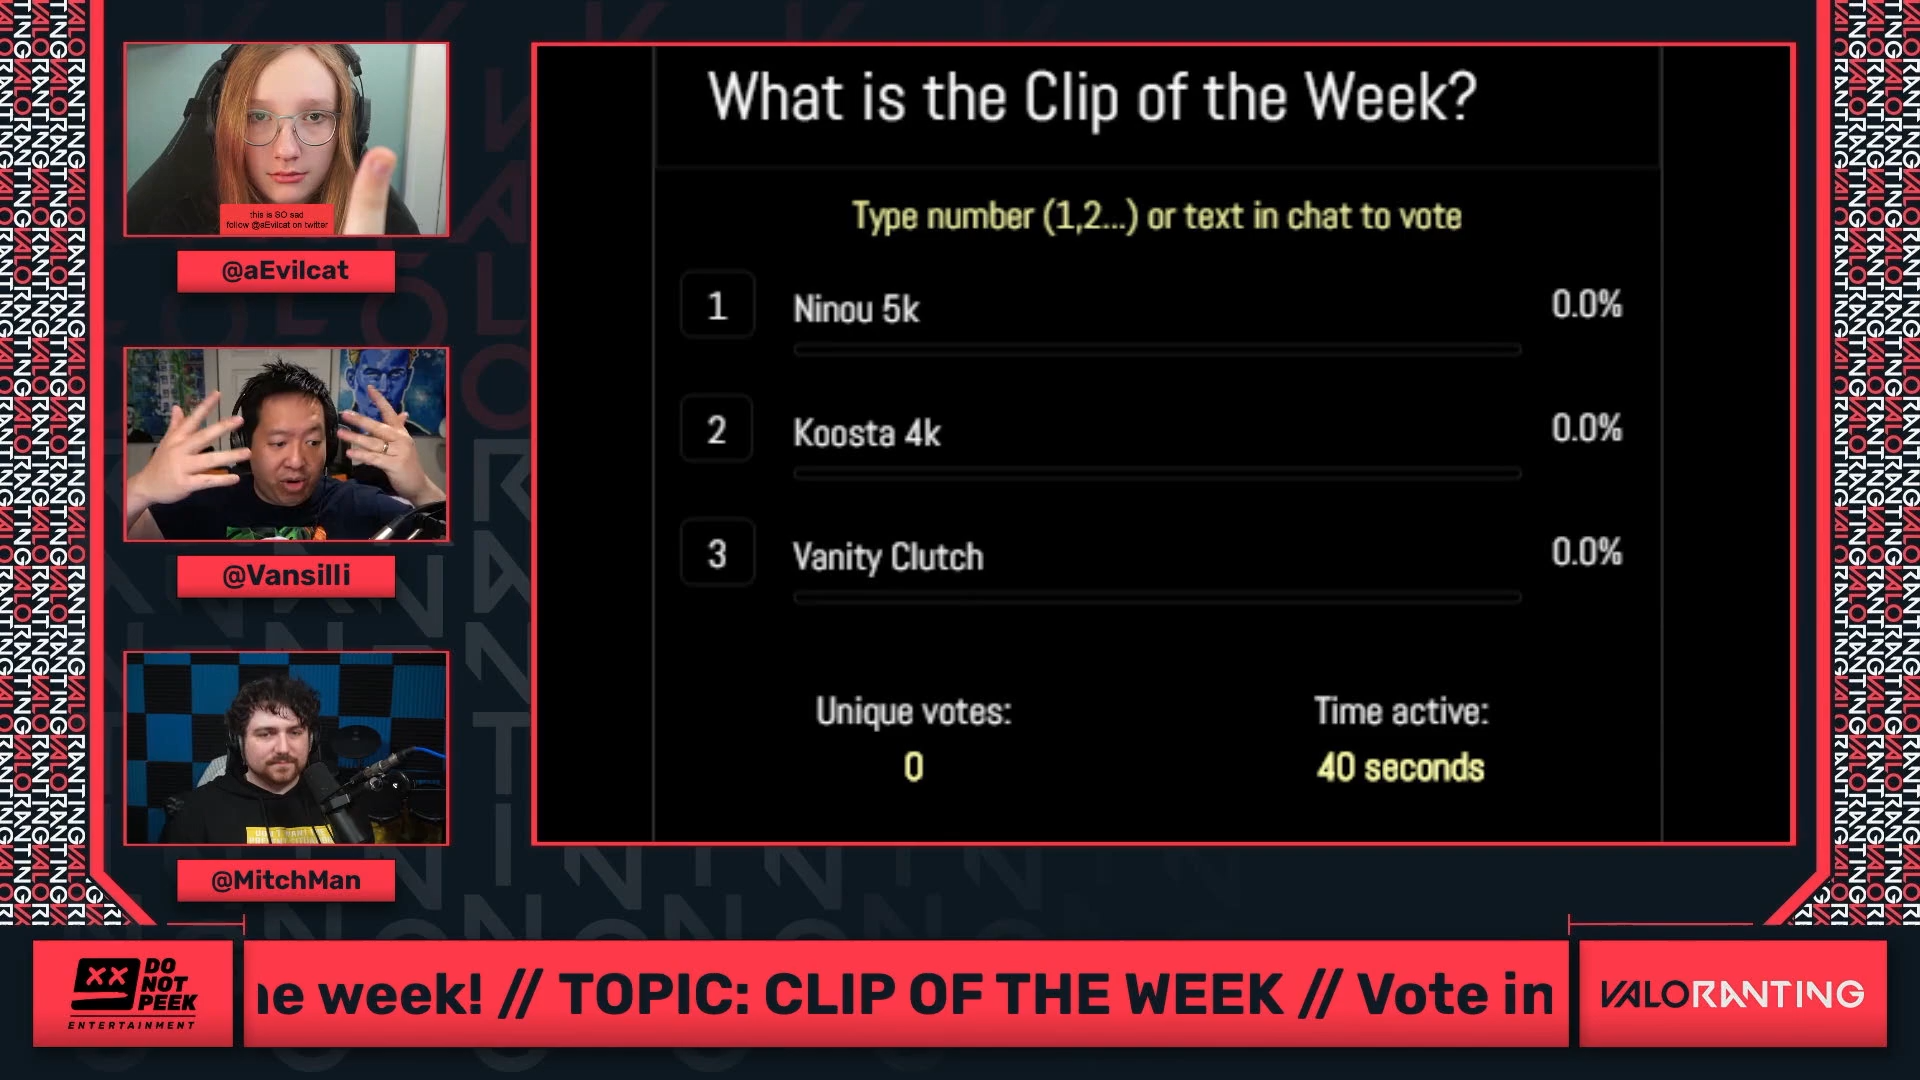 this is SO sad
follow @aEvilcat on twitter
@aEvilcat
@Vansilli
@MitchMan
What is the Clip of the Week?
Type number (1,2...) or text in chat to vote
1 Ninou 5k 0.0%
2 Koosta 4k 0.0%
3 Vanity Clutch 0.0%
Unique votes: Time active:
0 40 seconds
XX DO NOT PEEK
ENTERTAINMENT
he week! // TOPIC: CLIP OF THE WEEK // Vote in
VALORANTING